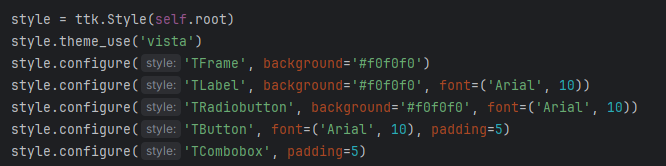 style = ttk.Style(self.root)
style.theme_use('vista')
style.configure( style: 'TFrame', background='#f0f0f0')
style.configure( style: 'TLabel', background='#f0f0f0', font=('Arial', 10))
style.configure( style: 'TRadiobutton', background='#f0f0f0', font=('Arial', 10))
style.configure( style: 'TButton', font=('Arial', 10), padding=5)
style.configure( style: 'TCombobox', padding=5)